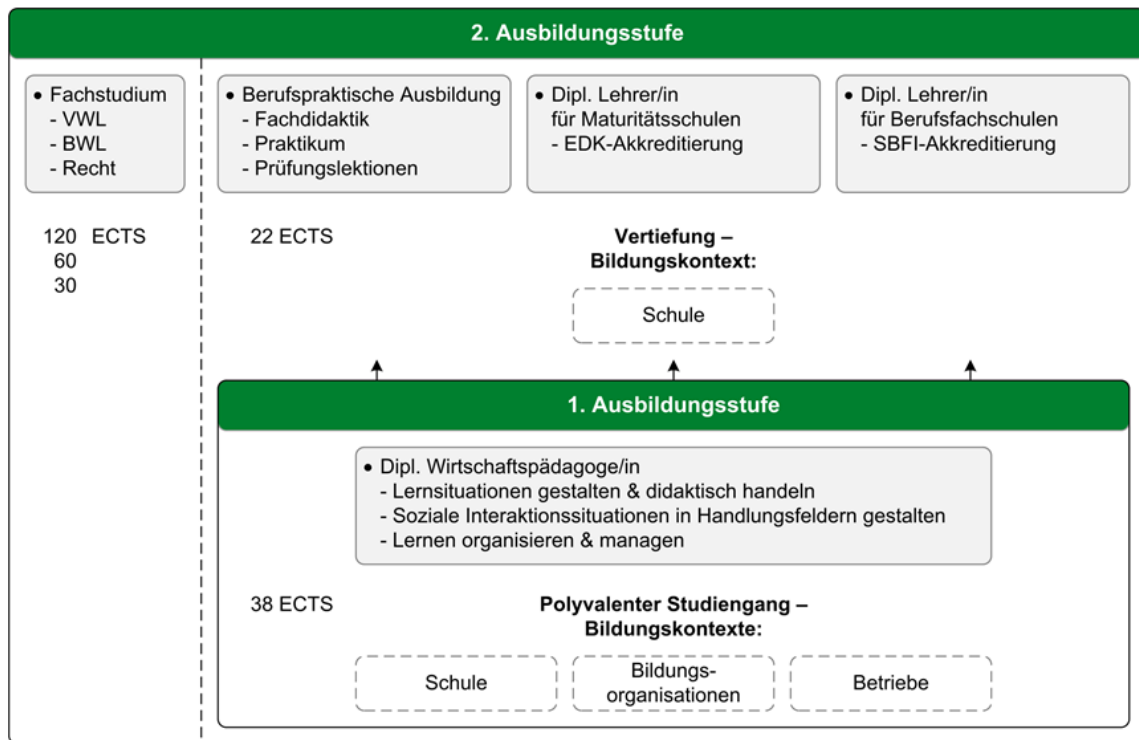 2. Ausbildungsstufe
• Fachstudium
- VWL
- BWL
- Recht
• Berufspraktische Ausbildung
- Fachdidaktik
- Praktikum
- Prüfungslektionen
• Dipl. Lehrer/in
für Maturitätsschulen
- EDK-Akkreditierung
• Dipl. Lehrer/in
für Berufsfachschulen
- SBFI-Akkreditierung
120 ECTS
60
30
22 ECTS
Vertiefung –
Bildungskontext:
Schule
1. Ausbildungsstufe
• Dipl. Wirtschaftspädagoge/in
- Lernsituationen gestalten & didaktisch handeln
- Soziale Interaktionssituationen in Handlungsfeldern gestalten
- Lernen organisieren & managen
38 ECTS
Polyvalenter Studiengang –
Bildungskontexte:
Schule
Bildungs-
organisationen
Betriebe